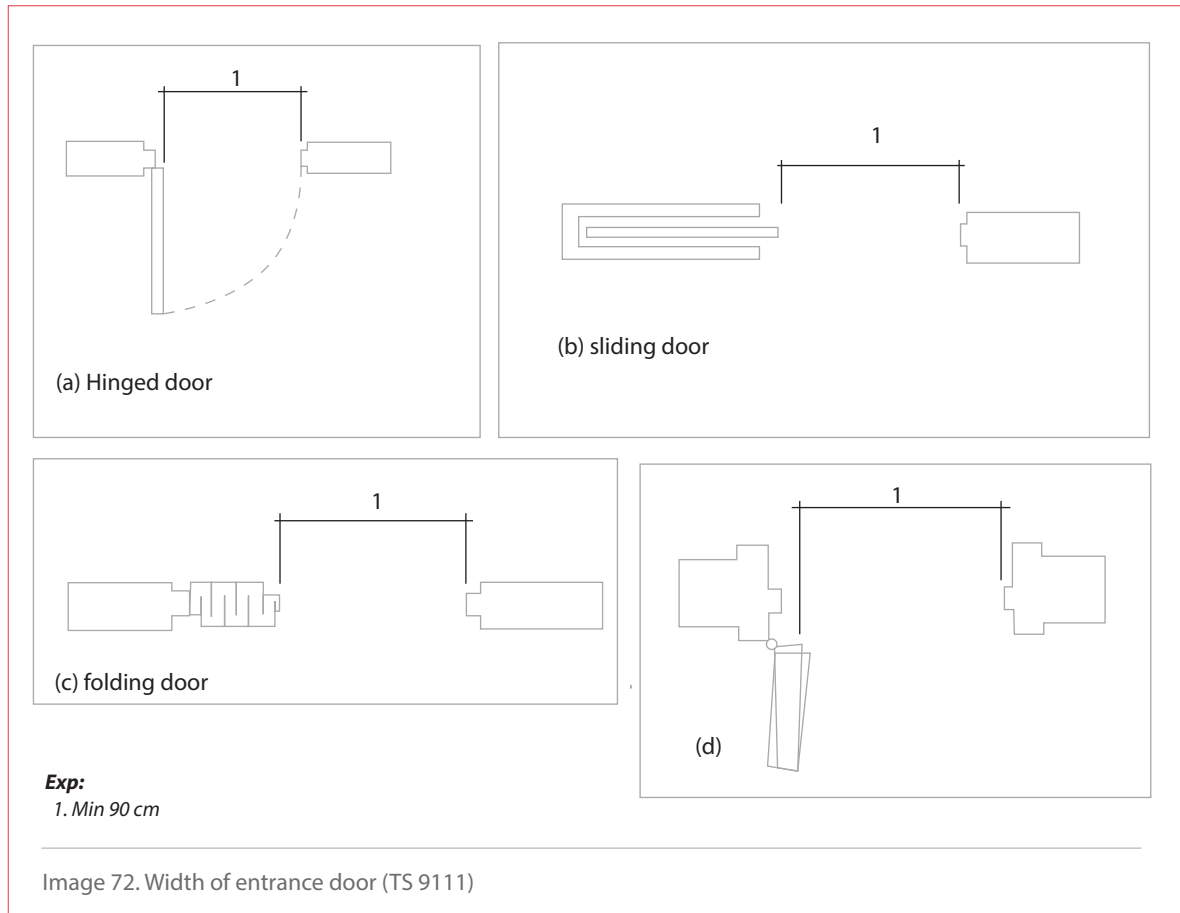 1
(a) Hinged door
1
(b) sliding door
1
(c) folding door
1
(d)
Exp:
1. Min 90 cm
Image 72. Width of entrance door (TS 9111)